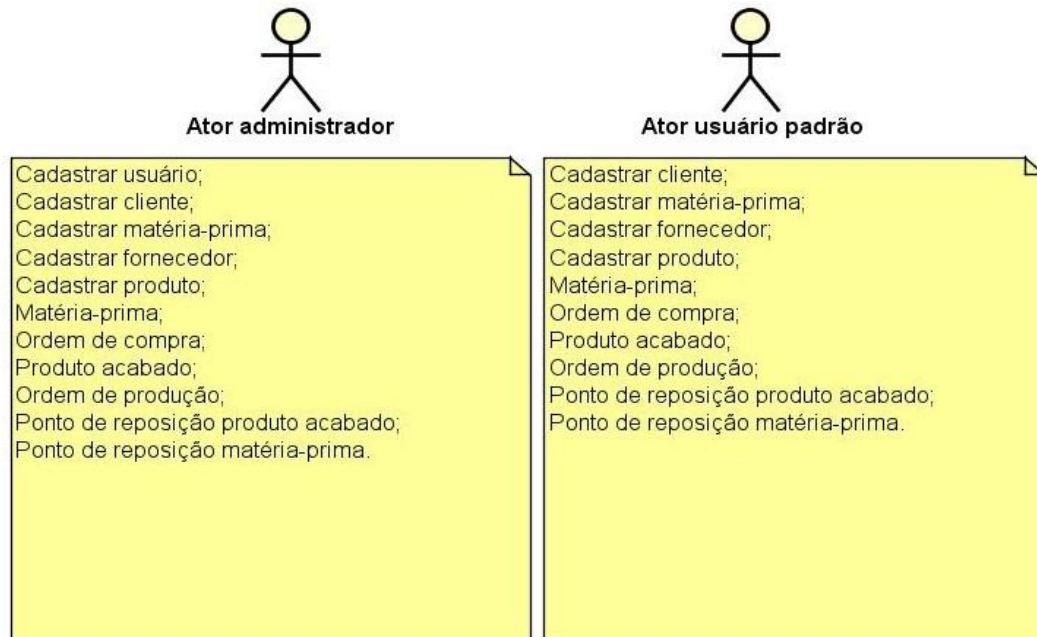 Ator administrador
Cadastrar usuário;
Cadastrar cliente;
Cadastrar matéria-prima;
Cadastrar fornecedor;
Cadastrar produto;
Matéria-prima;
Ordem de compra;
Produto acabado;
Ordem de produção;
Ponto de reposição produto acabado;
Ponto de reposição matéria-prima.
Ator usuário padrão
Cadastrar cliente;
Cadastrar matéria-prima;
Cadastrar fornecedor;
Cadastrar produto;
Matéria-prima;
Ordem de compra;
Produto acabado;
Ordem de produção;
Ponto de reposição produto acabado;
Ponto de reposição matéria-prima.